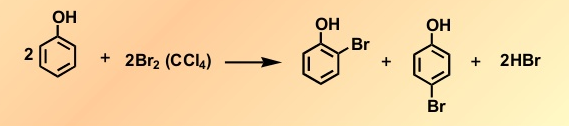 OH
2
+ 2Br₂ (CCl₄)
OH
Br
+
OH
Br
+ 2HBr